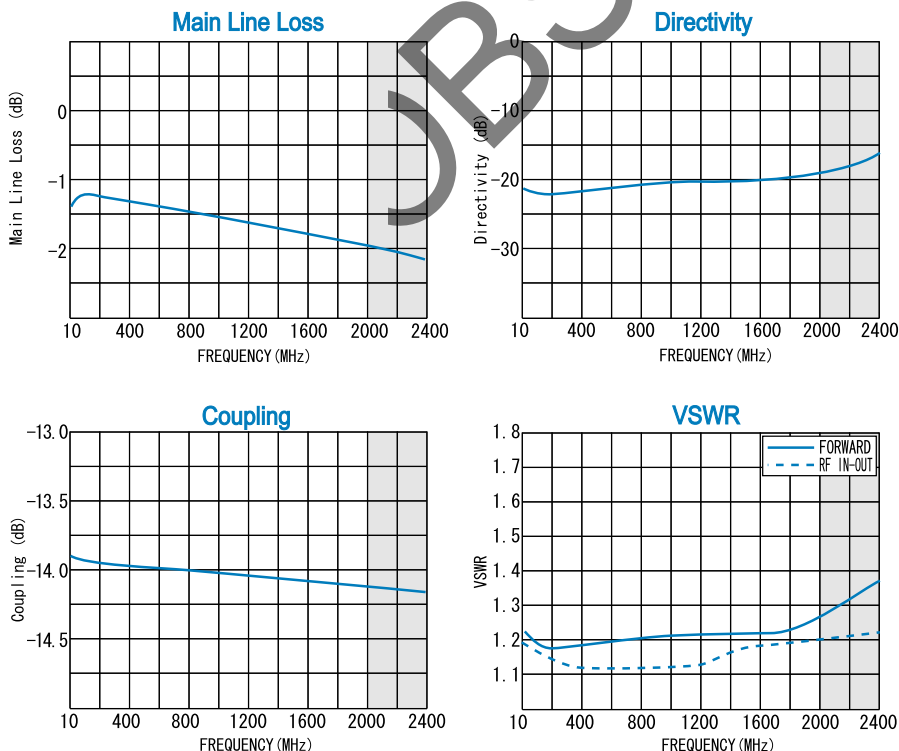 Main Line Loss
Main Line Loss (dB)
0
-1
-2
10 400 800 1200 1600 2000 2400
FREQUENCY(MHz)
Directivity
Directivity (dB)
0
-10
-20
-30
10 400 800 1200 1600 2000 2400
FREQUENCY(MHz)
Coupling
Coupling (dB)
-13.0
-13.5
-14.0
-14.5
10 400 800 1200 1600 2000 2400
FREQUENCY(MHz)
VSWR
VSWR
1.8
1.7
1.6
1.5
1.4
1.3
1.2
1.1
FORWARD
RF IN-OUT
10 400 800 1200 1600 2000 2400
FREQUENCY(MHz)